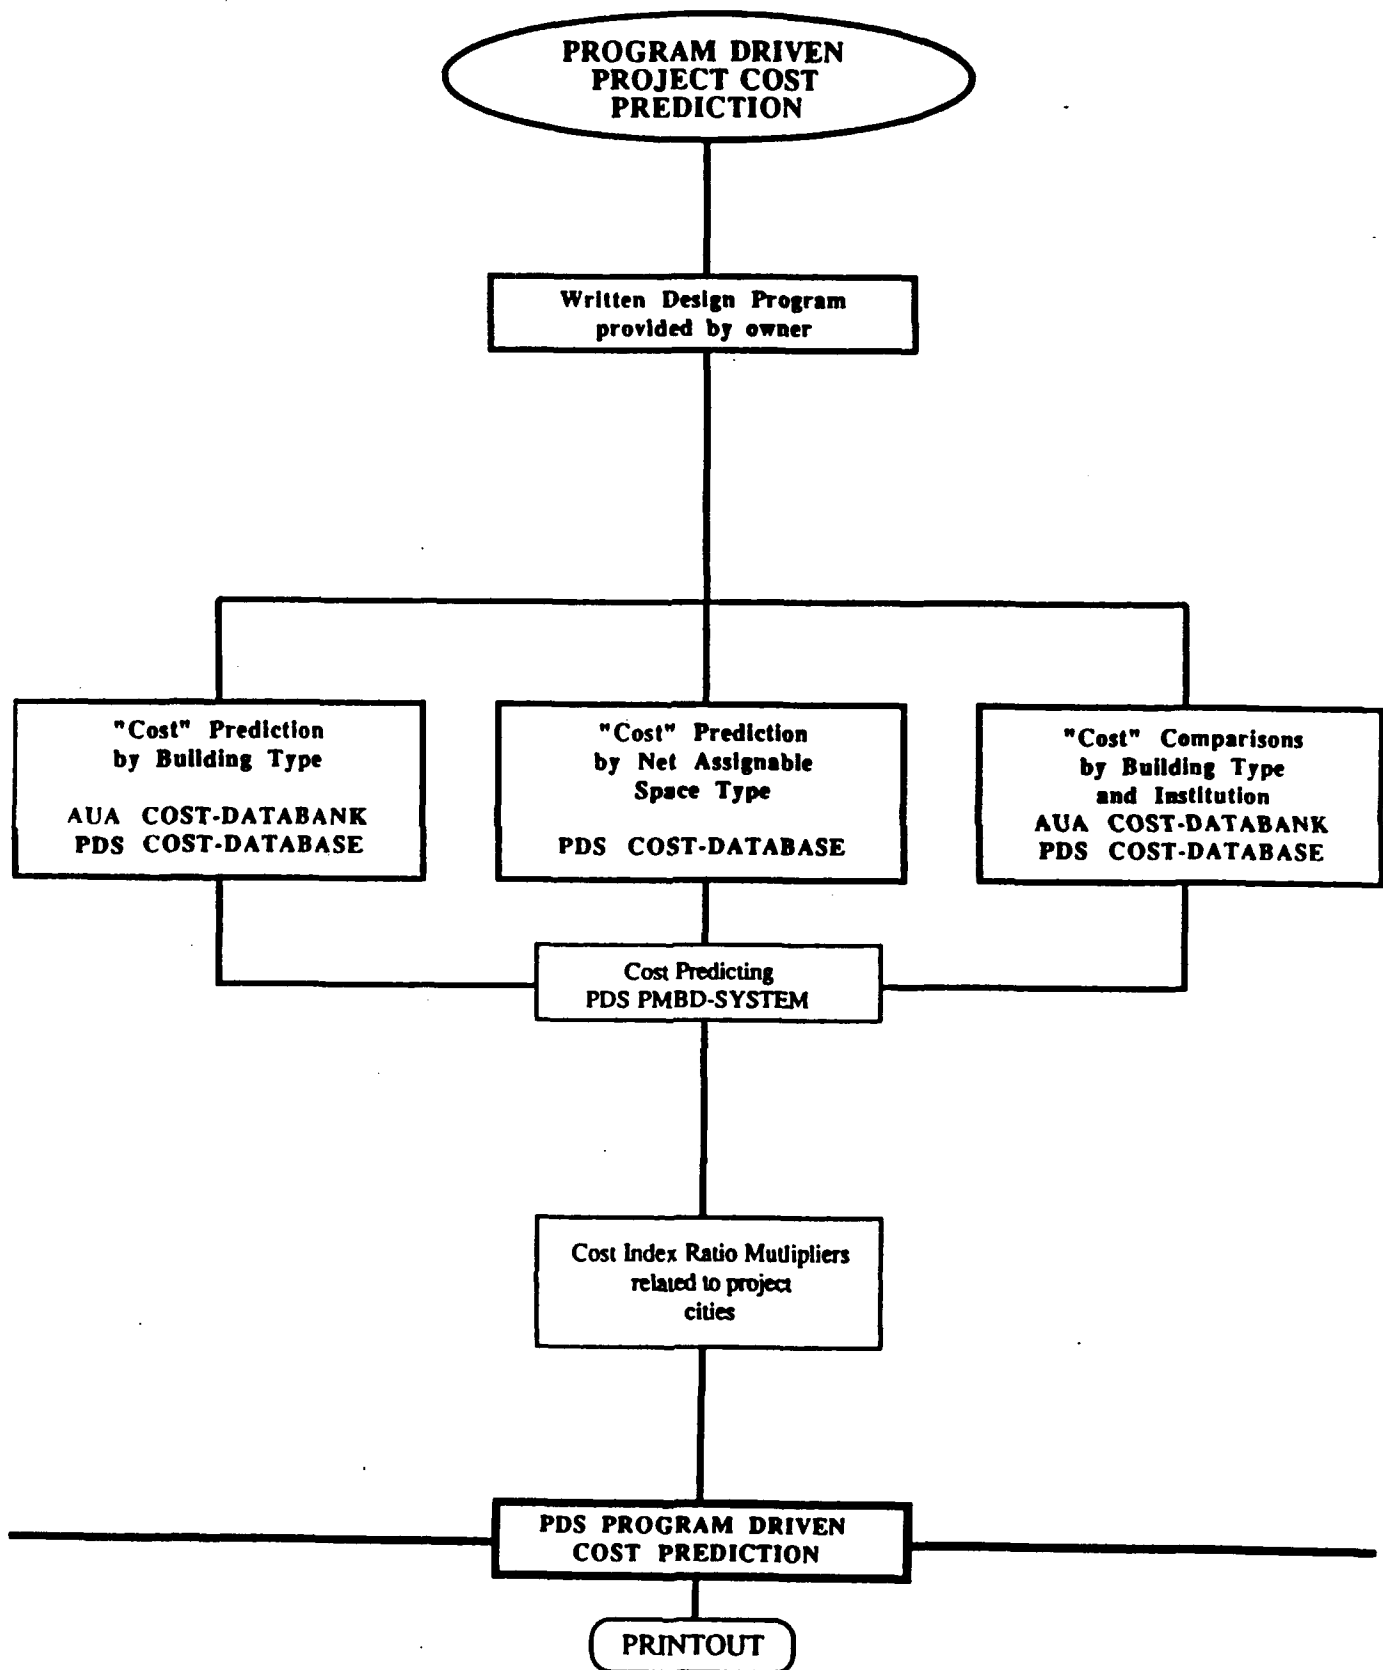 PROGRAM DRIVEN
PROJECT COST
PREDICTION
Written Design Program
provided by owner
"Cost" Prediction
by Building Type
AUA COST-DATABANK
PDS COST-DATABASE
"Cost" Prediction
by Net Assignable
Space Type
PDS COST-DATABASE
"Cost" Comparisons
by Building Type
and Institution
AUA COST-DATABANK
PDS COST-DATABASE
Cost Predicting
PDS PMBD-SYSTEM
Cost Index Ratio Mutlipliers
related to project
cities
PDS PROGRAM DRIVEN
COST PREDICTION
PRINTOUT